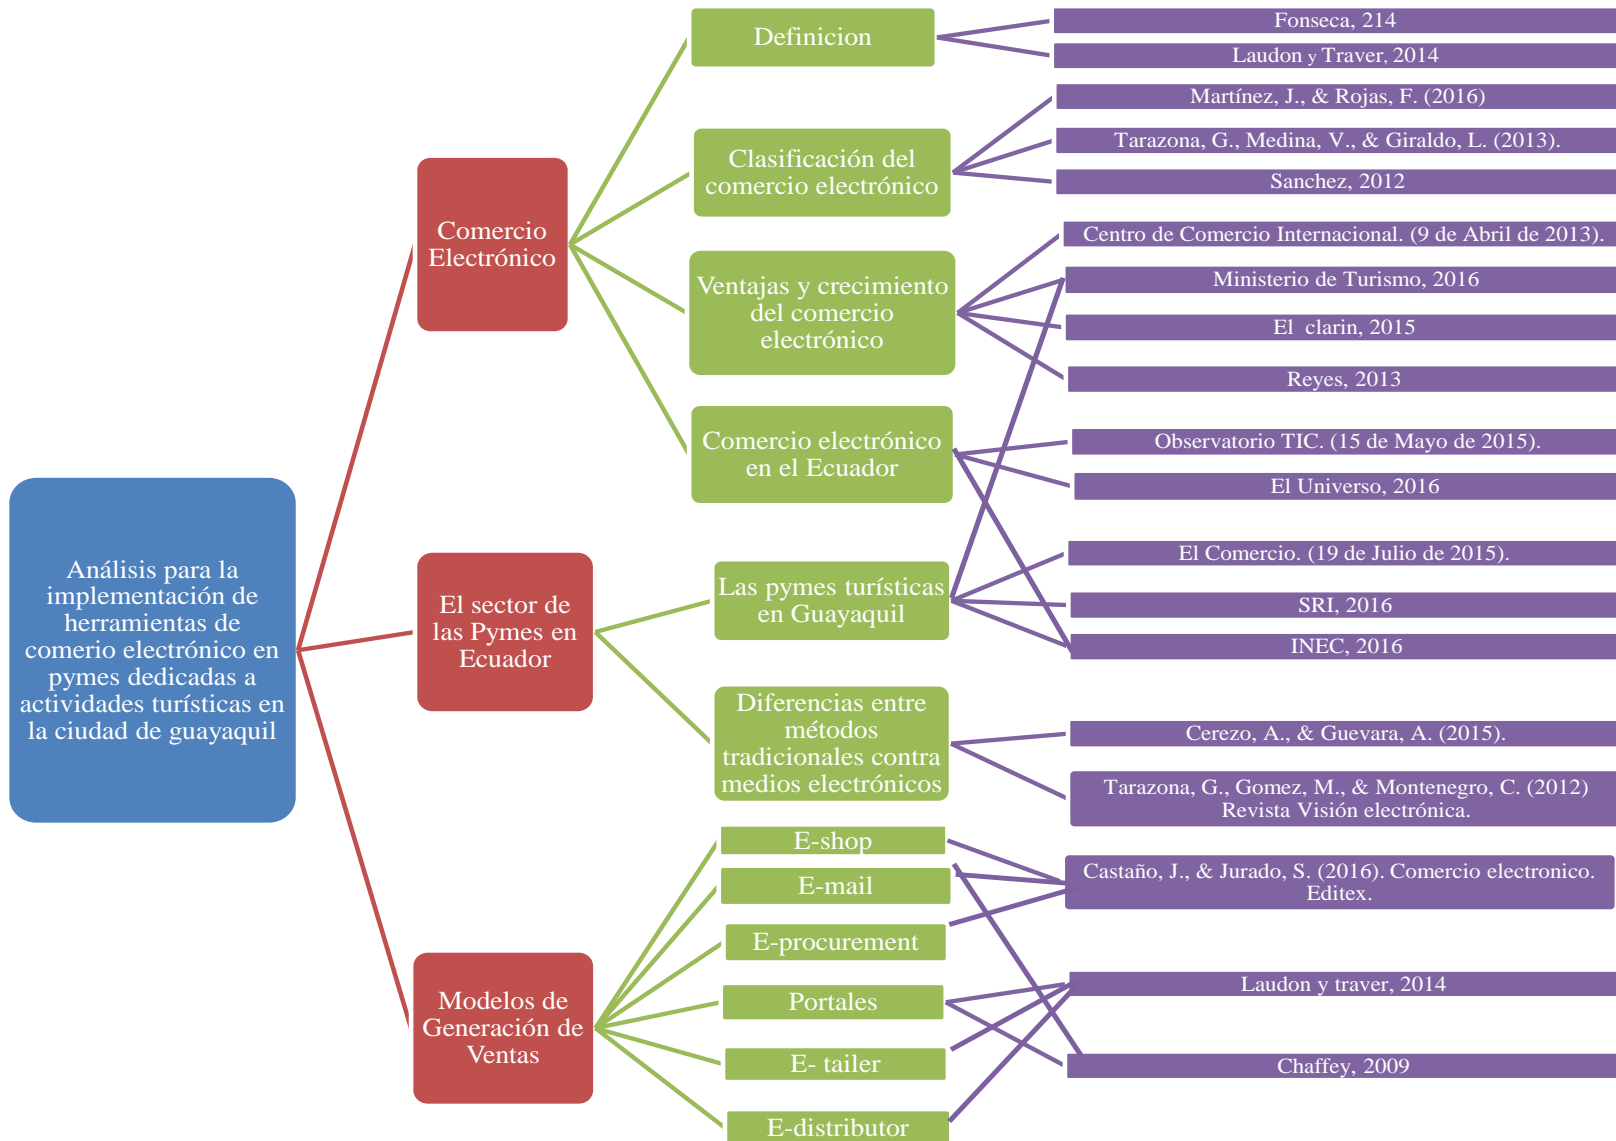 Análisis para la
implementación de
herramientas de
comerio electrónico en
pymes dedicadas a
actividades turísticas en
la ciudad de guayaquil
Comercio
Electrónico
Definicion
Fonseca, 214
Laudon y Traver, 2014
Clasificación del
comercio electrónico
Martínez, J., & Rojas, F. (2016)
Tarazona, G., Medina, V., & Giraldo, L. (2013).
Sanchez, 2012
Ventajas y crecimiento
del comercio
electrónico
Centro de Comercio Internacional. (9 de Abril de 2013).
Ministerio de Turismo, 2016
El clarin, 2015
Reyes, 2013
Comercio electrónico
en el Ecuador
Observatorio TIC. (15 de Mayo de 2015).
El Universo, 2016
El sector de
las Pymes en
Ecuador
Las pymes turísticas
en Guayaquil
El Comercio. (19 de Julio de 2015).
SRI, 2016
INEC, 2016
Diferencias entre
métodos
tradicionales contra
medios electrónicos
Cerezo, A., & Guevara, A. (2015).
Tarazona, G., Gomez, M., & Montenegro, C. (2012)
Revista Visión electrónica.
Modelos de
Generación de
Ventas
E-shop
E-mail
E-procurement
Portales
E- tailer
E-distributor
Castaño, J., & Jurado, S. (2016). Comercio electronico.
Editex.
Laudon y traver, 2014
Chaffey, 2009